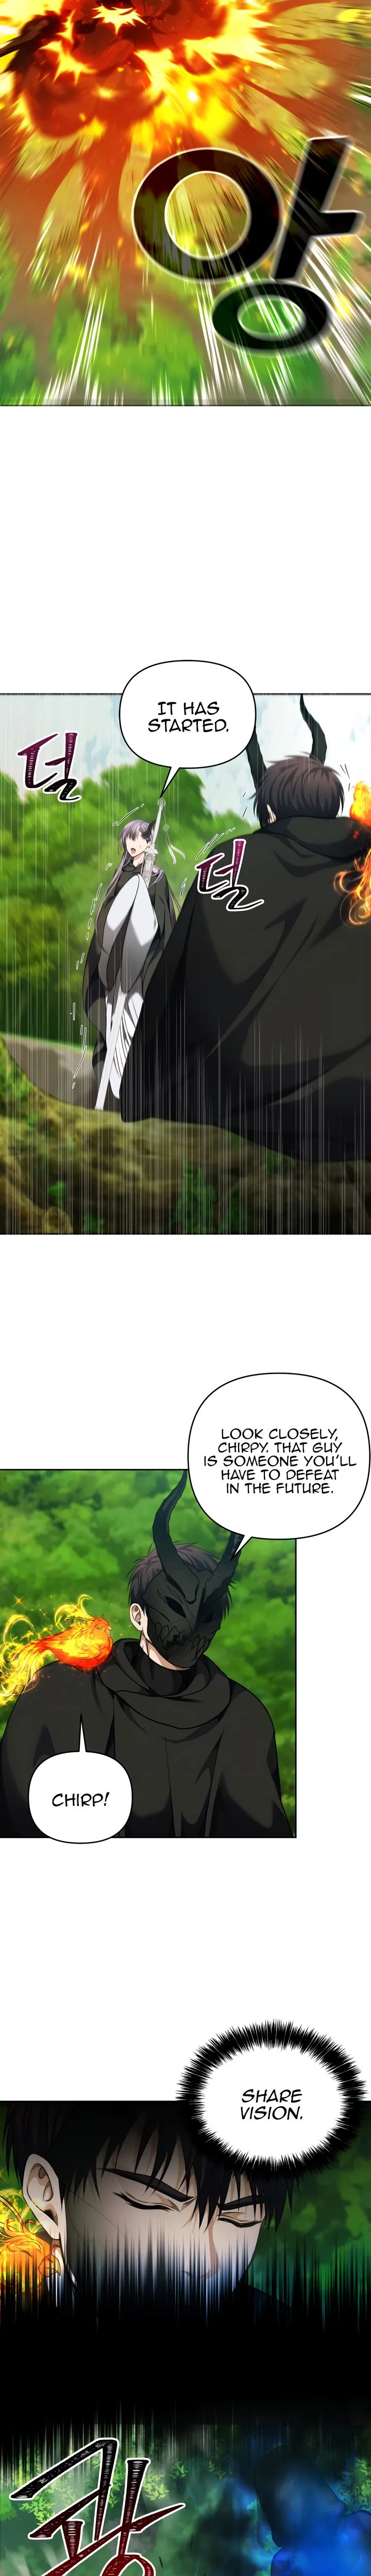 앙
IT HAS
STARTED.
덜
덜
LOOK CLOSELY,
CHIRPY. THAT GUY
IS SOMEONE YOU'LL
HAVE TO DEFEAT
IN THE FUTURE.
CHIRP!
SHARE
VISION.
쾅